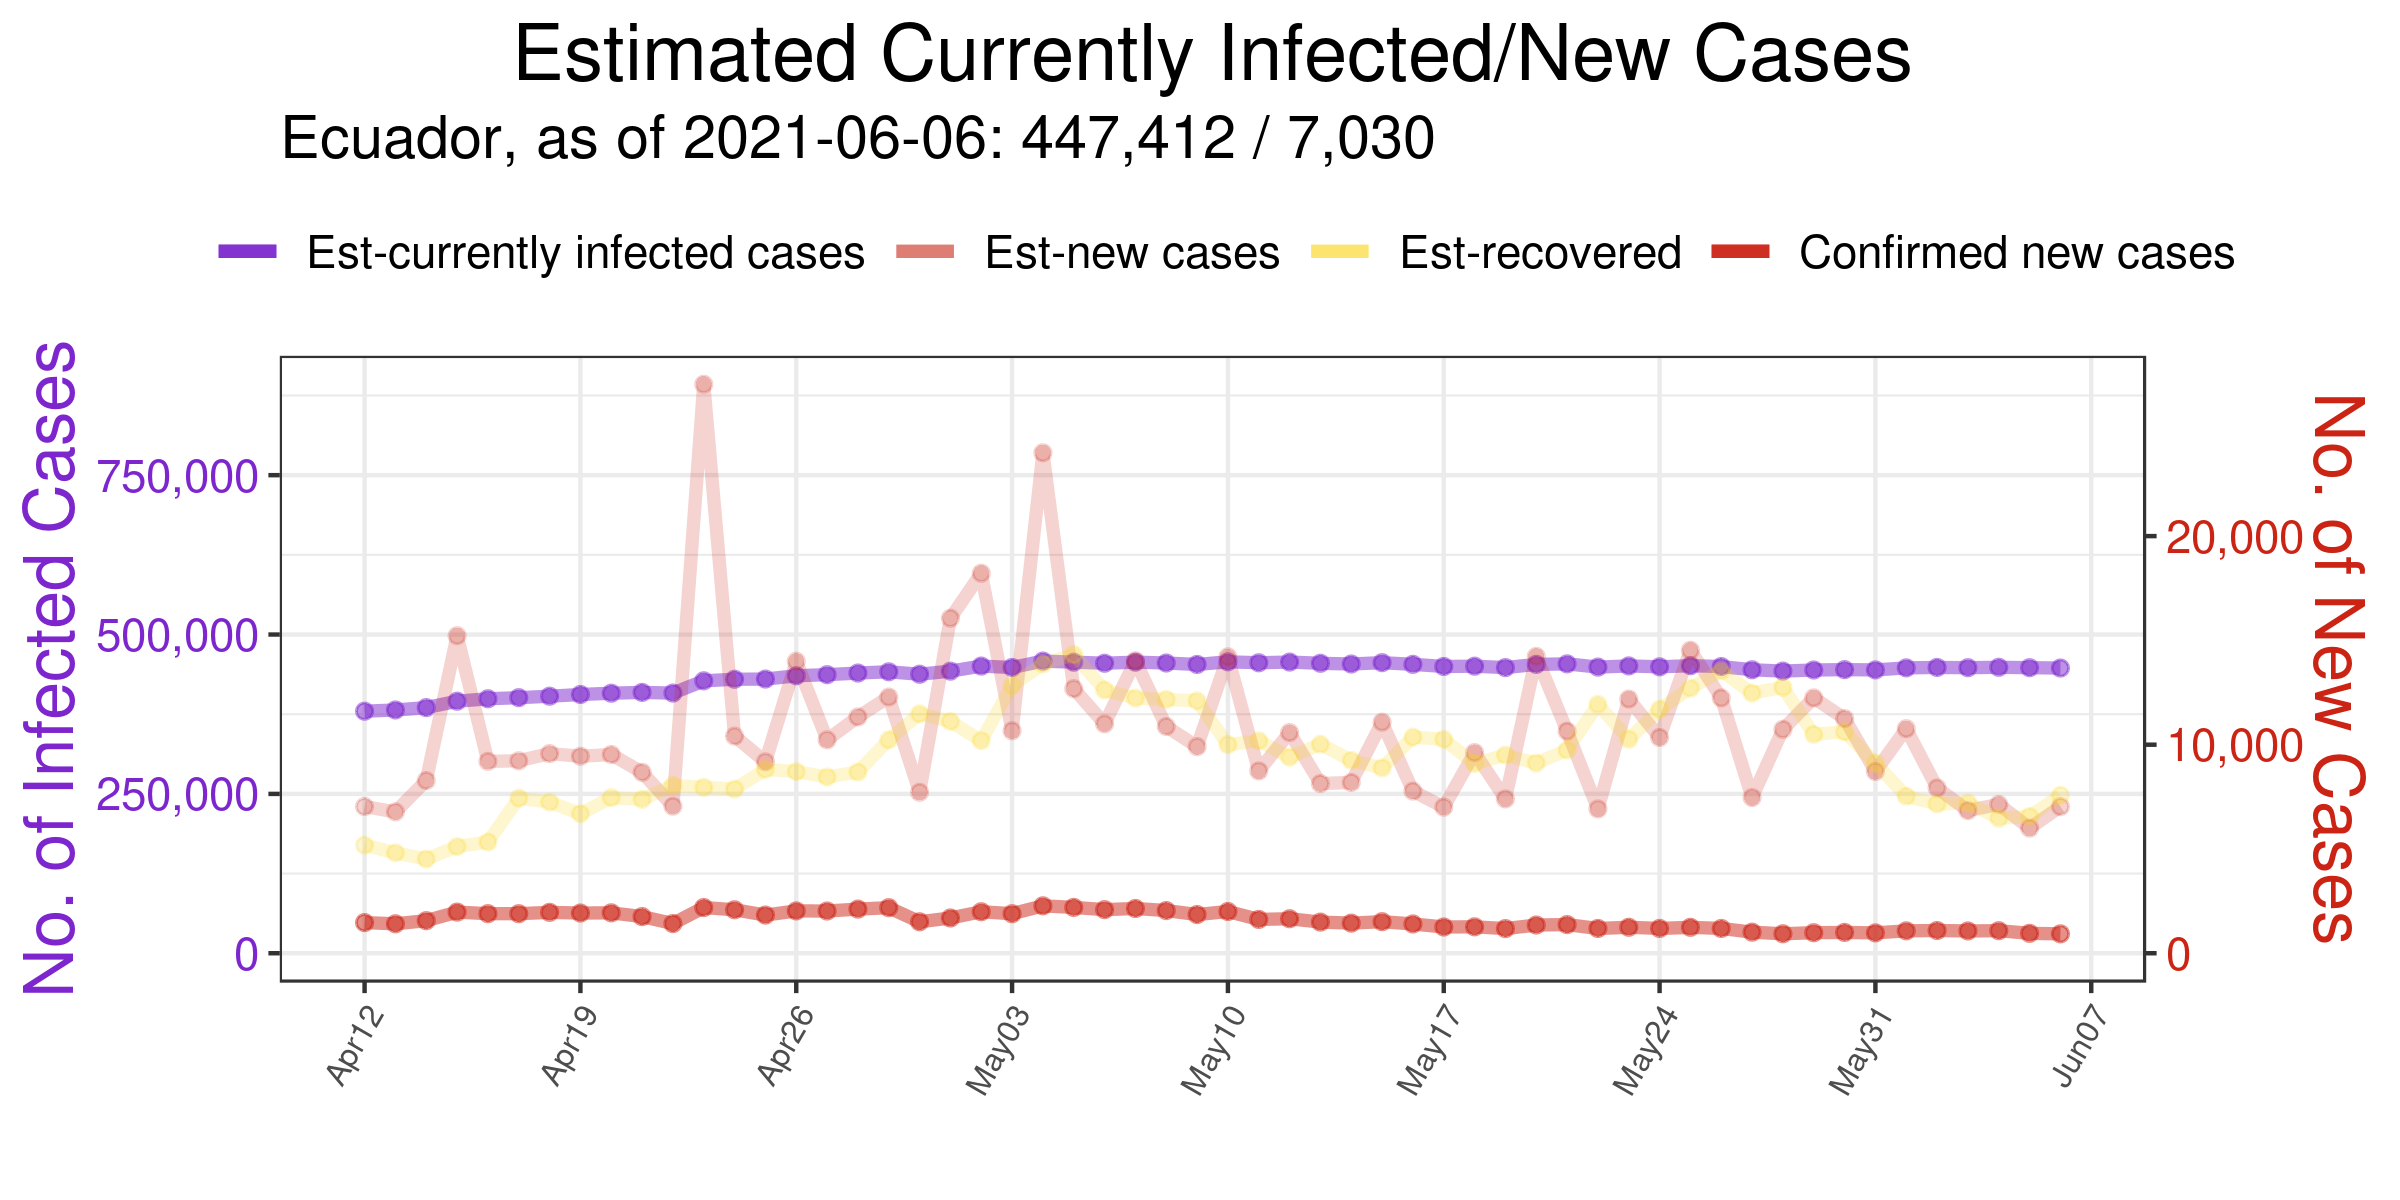 Estimated Currently Infected/New Cases
Ecuador, as of 2021-06-06: 447,412 / 7,030
Est-currently infected cases Est-new cases Est-recovered Confirmed new cases
No. of Infected Cases
750,000
500,000
250,000
0
20,000
10,000
0
No. of New Cases
Apr12 Apr19 Apr26 May03 May10 May17 May24 May31 Jun07